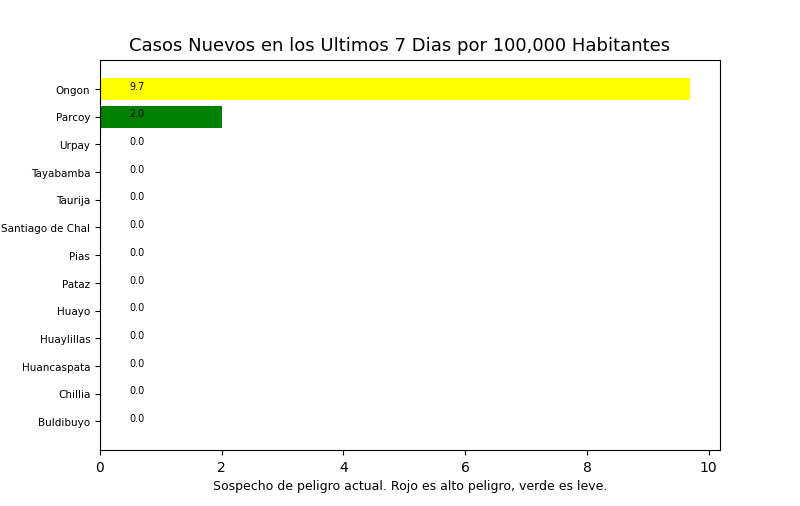 Casos Nuevos en los Ultimos 7 Dias por 100,000 Habitantes
Ongon 9.7
Parcoy 2.0
Urpay 0.0
Tayabamba 0.0
Taurija 0.0
Santiago de Chal 0.0
Pias 0.0
Pataz 0.0
Huayo 0.0
Huaylillas 0.0
Huancaspata 0.0
Chillia 0.0
Buldibuyo 0.0
0 2 4 6 8 10
Sospecho de peligro actual. Rojo es alto peligro, verde es leve.